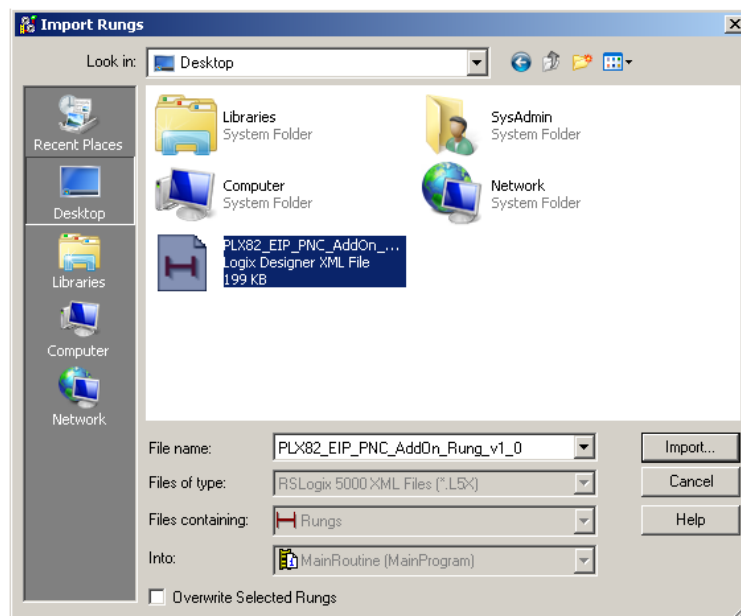 Import Rungs
Look in:
Desktop
Recent Places
Desktop
Libraries
Computer
Network
Libraries
System Folder
SysAdmin
System Folder
Computer
System Folder
Network
System Folder
PLX82_EIP_PNC_AddOn_...
Logix Designer XML File
199 KB
File name:
PLX82_EIP_PNC_AddOn_Rung_v1_0
Import...
Files of type:
RSLogix 5000 XML Files (*.L5X)
Cancel
Files containing:
Rungs
Help
Into:
MainRoutine (MainProgram)
Overwrite Selected Rungs